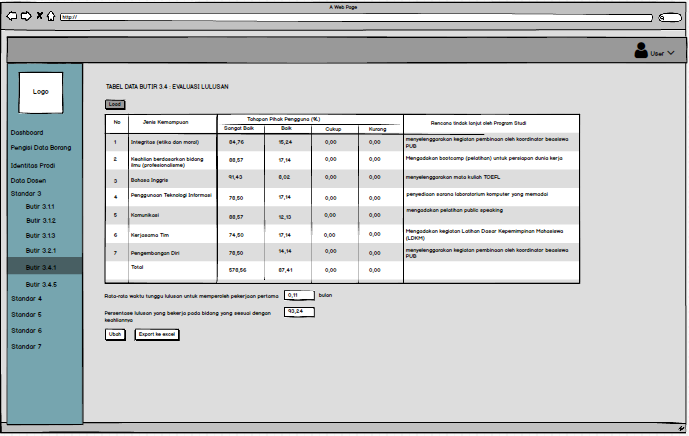 A Web Page
http://
User
Logo
Dashboard
Pengisi Data Borang
Identitas Prodi
Data Dosen
Standar 3
Butir 3.1.1
Butir 3.1.2
Butir 3.1.3
Butir 3.2.1
Butir 3.4.1
Butir 3.4.5
Standar 4
Standar 5
Standar 6
Standar 7
TABEL DATA BUTIR 3.4 : EVALUASI LULUSAN
Load
No Jenis Kemampuan Tahapan Pihak Pengguna (%) Rencana tindak lanjut oleh Program Studi
Sangat Baik Baik Cukup Kurang
1 Integritas (etika dan moral) 84,76 15,24 0,00 0,00 menyelenggarakan kegiatan pembinaan oleh koordinator beasiswa
PUB
2 Keahlian berdasarkan bidang
ilmu (profesionalisme) 88,57 17,14 0,00 0,00 Mengadakan bootcamp (pelatihan) untuk persiapan dunia kerja
3 Bahasa Inggris 91,43 8,02 0,00 0,00 menyelenggarakan mata kuliah TOEFL
4 Penggunaan Teknologi Informasi 78,50 17,14 0,00 0,00 penyediaan sarana laboratorium komputer yang memadai
5 Komunikasi 88,57 12,13 0,00 0,00 mengadakan pelatihan public speaking
6 Kerjasama Tim 74,50 17,14 0,00 0,00 Mengadakan kegiatan Latihan Dasar Kepemimpinan Mahasiswa
(LDKM)
7 Pengembangan Diri 78,50 14,14 0,00 0,00 menyelenggarakan kegiatan pembinaan oleh koordinator beasiswa
PUB
Total 578,56 87,41 0,00 0,00
Rata-rata waktu tunggu lulusan untuk memperoleh pekerjaan pertama 0,11 bulan
Persentase lulusan yang bekerja pada bidang yang sesuai dengan
keahliannya 93,24
Ubah Export ke excel